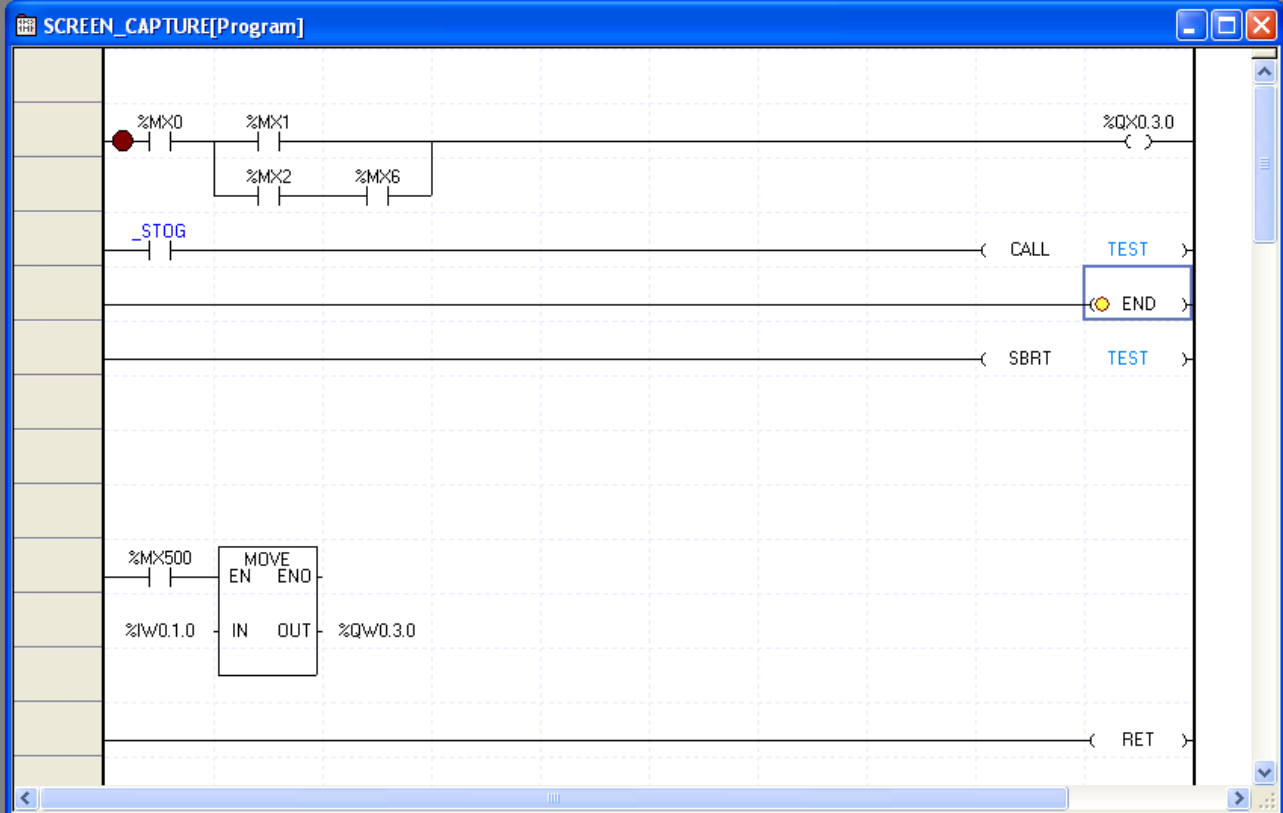 SCREEN_CAPTURE[Program]
%MX0 %MX1 %QX0.3.0
%MX2 %MX6
_STOG
CALL TEST
END
SBRT TEST
%MX500 MOVE
EN ENO
%IW0.1.0 IN OUT %QW0.3.0
RET